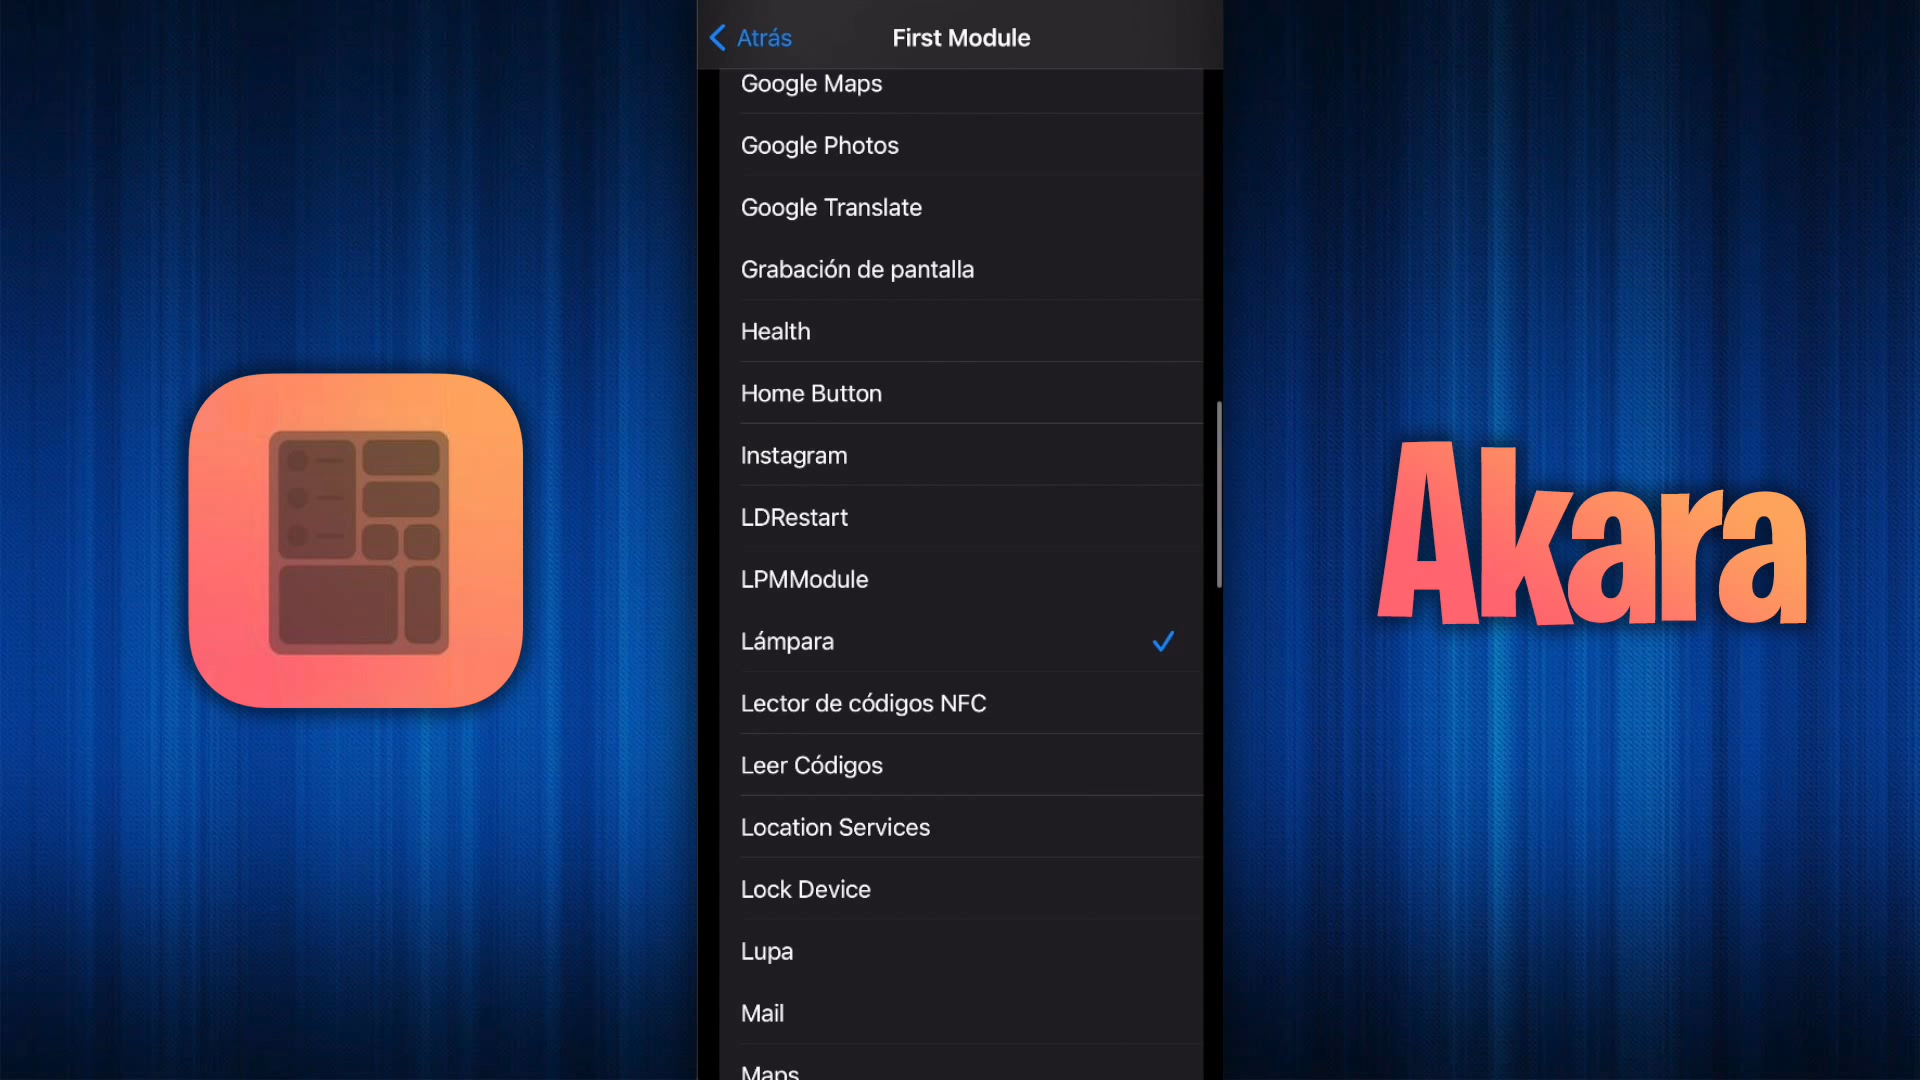 Atrás
First Module
Google Maps
Google Photos
Google Translate
Grabación de pantalla
Health
Home Button
Instagram
LDRestart
LPMModule
Lámpara
Lector de códigos NFC
Leer Códigos
Location Services
Lock Device
Lupa
Mail
Maps
Akara